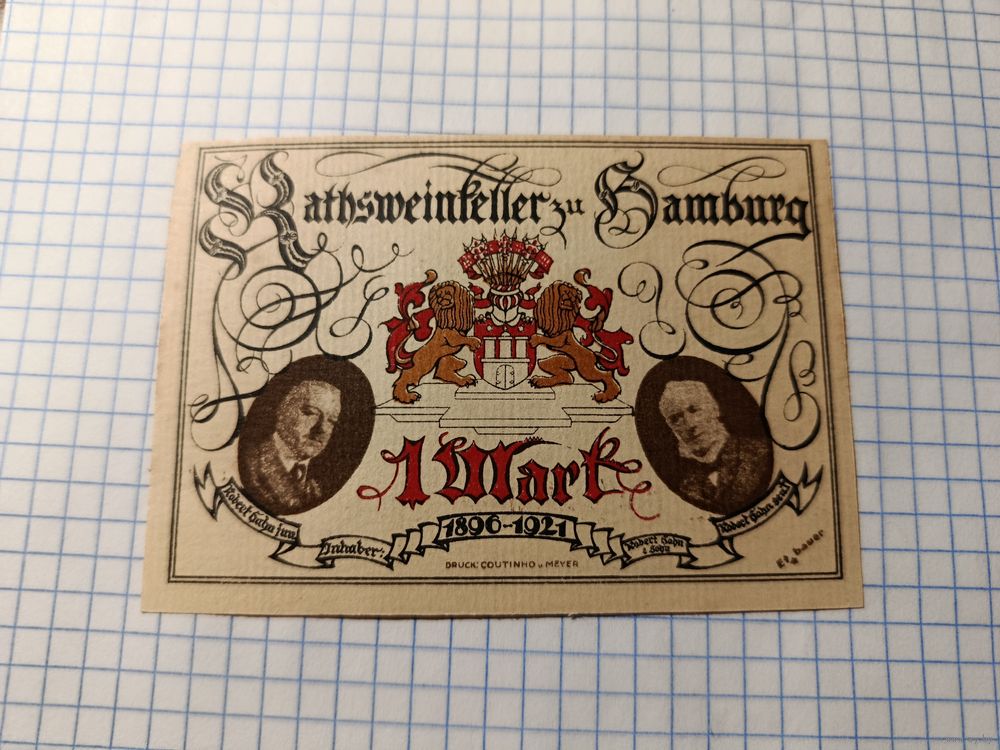 Rathsweinkeller zu Hamburg
1 Mark
Robert Hahn jun.
Inhaber:
1896-1921
Robert Hahn
& Sohn
Robert Hahn sen.
DRUCK: COUTINHO u. MEYER